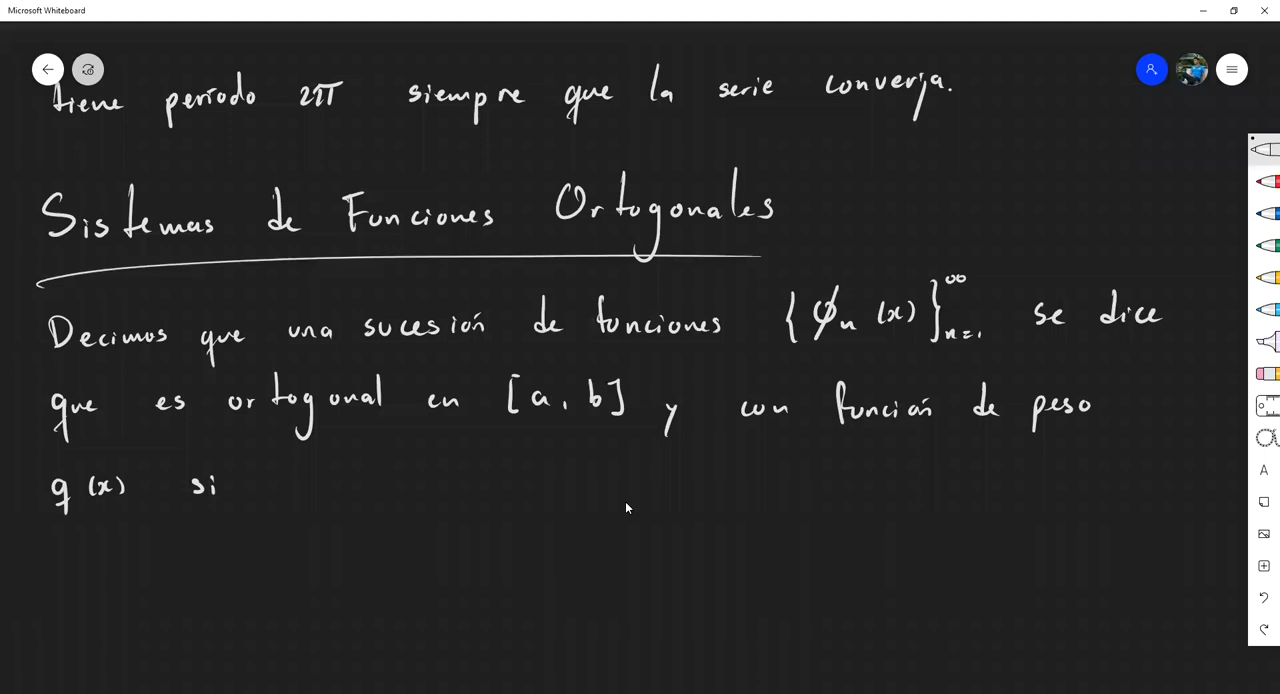 Microsoft Whiteboard
tiene período 2π siempre que la serie converja.
Sistemas de Funciones Ortogonales
Decimos que una sucesión de funciones {φₙ(x)}ₙ₌₁^∞ se dice
que es ortogonal en [a, b] y con función de peso
q(x) si
A